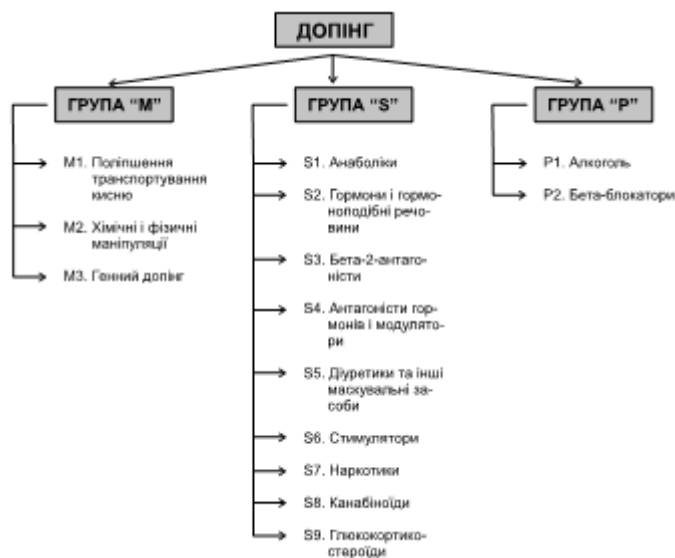 ДОПІНГ
ГРУПА "М"
М1. Поліпшення
транспортування
кисню
М2. Хімічні і фізичні
маніпуляції
М3. Генний допінг
ГРУПА "S"
S1. Анаболіки
S2. Гормони і гормо-
ноподібні речо-
вини
S3. Бета-2-антаго-
ністи
S4. Антагоністи гор-
монів і модулято-
ри
S5. Діуретики та інші
маскувальні за-
соби
S6. Стимулятори
S7. Наркотики
S8. Канабіноїди
S9. Глюкокортико-
стероїди
ГРУПА "Р"
Р1. Алкоголь
Р2. Бета-блокатори